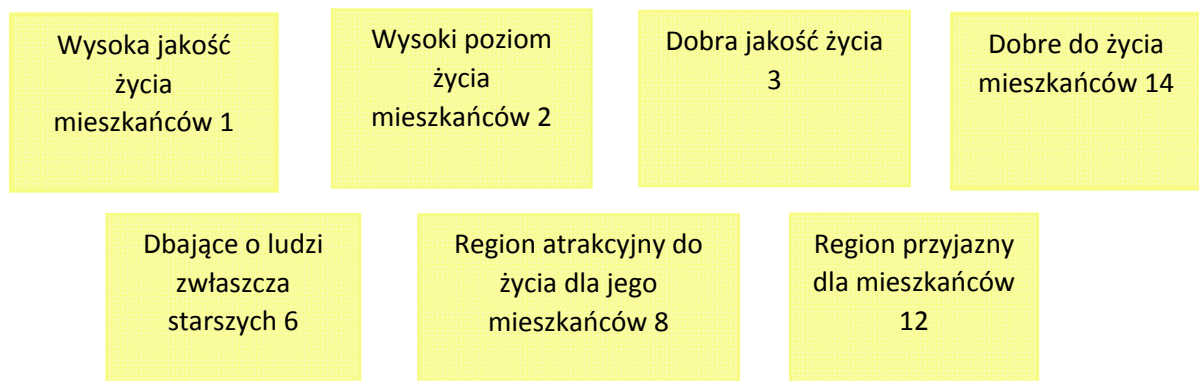 Wysoka jakość
życia
mieszkańców 1
Wysoki poziom
życia
mieszkańców 2
Dobra jakość życia
3
Dobre do życia
mieszkańców 14
Dbające o ludzi
zwłaszcza
starszych 6
Region atrakcyjny do
życia dla jego
mieszkańców 8
Region przyjazny
dla mieszkańców
12